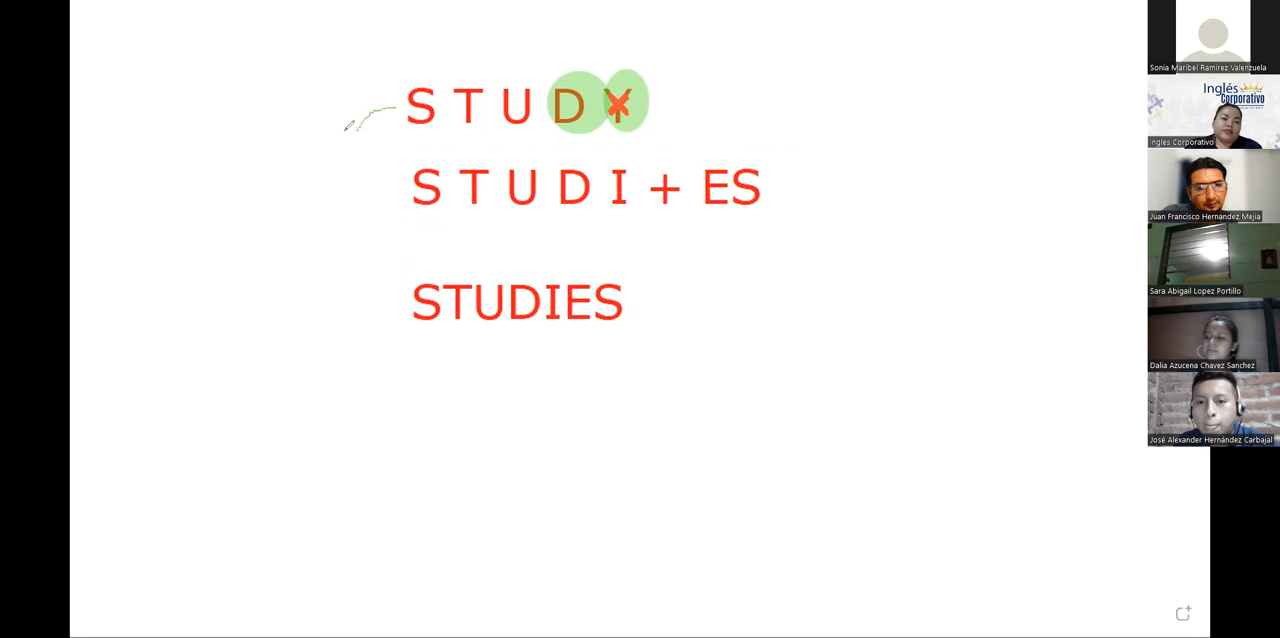 S T U D Y
S T U D I + ES
STUDIES
Sonia Maribel Ramirez Valenzuela
Inglés
Corporativo
Ingles Corporativo
Juan Francisco Hernandez Mejia
Sara Abigail Lopez Portillo
Dalia Azucena Chavez Sanchez
José Alexander Hernández Carbajal